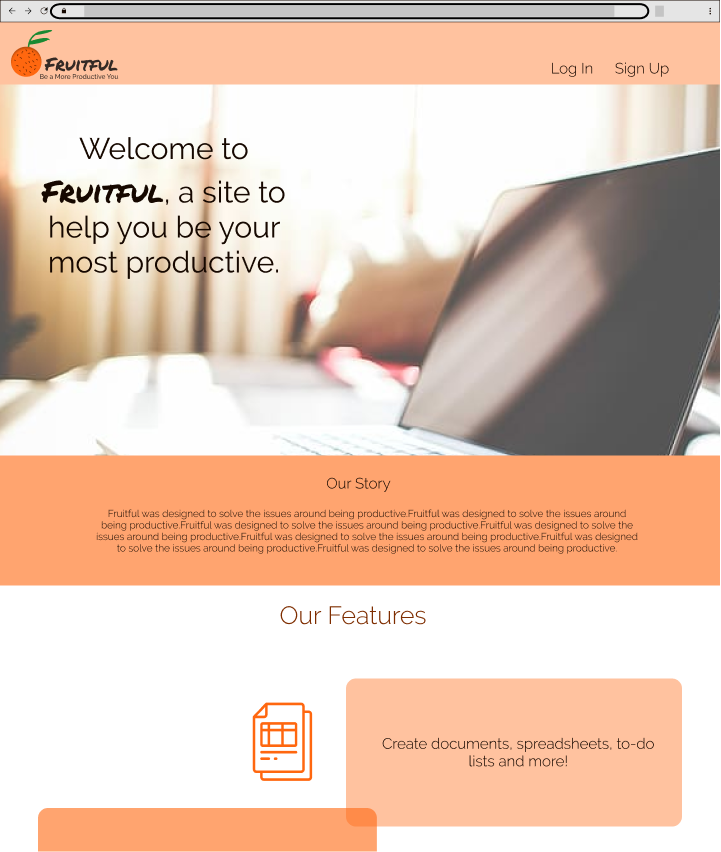 FRUITFUL
Be a More Productive You
Log In Sign Up
Welcome to
FRUITFUL, a site to
help you be your
most productive.
Our Story
Fruitful was designed to solve the issues around being productive.Fruitful was designed to solve the issues around
being productive.Fruitful was designed to solve the issues around being productive.Fruitful was designed to solve the
issues around being productive.Fruitful was designed to solve the issues around being productive.Fruitful was designed
to solve the issues around being productive.Fruitful was designed to solve the issues around being productive.
Our Features
Create documents, spreadsheets, to-do
lists and more!